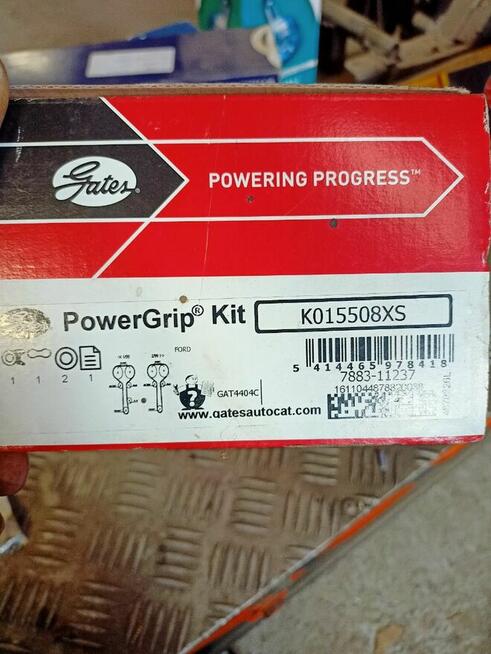 Gates
POWERING PROGRESS™
PowerGrip® Kit
K015508XS
5 414465 978418
7883-11237
FORD
1 1 2 1
GAT4404C
www.gatesautocat.com